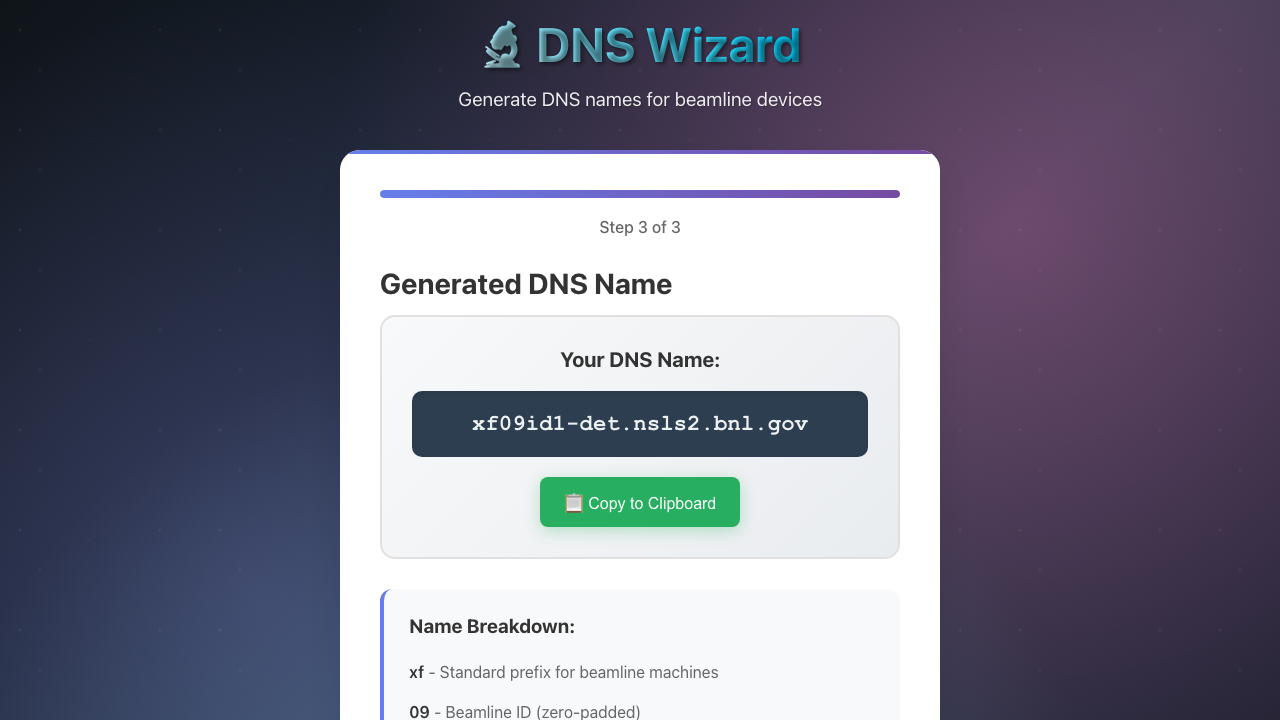 DNS Wizard
Generate DNS names for beamline devices
Step 3 of 3
Generated DNS Name
Your DNS Name:
xf09id1-det.nsls2.bnl.gov
Copy to Clipboard
Name Breakdown:
xf - Standard prefix for beamline machines
09 - Beamline ID (zero-padded)